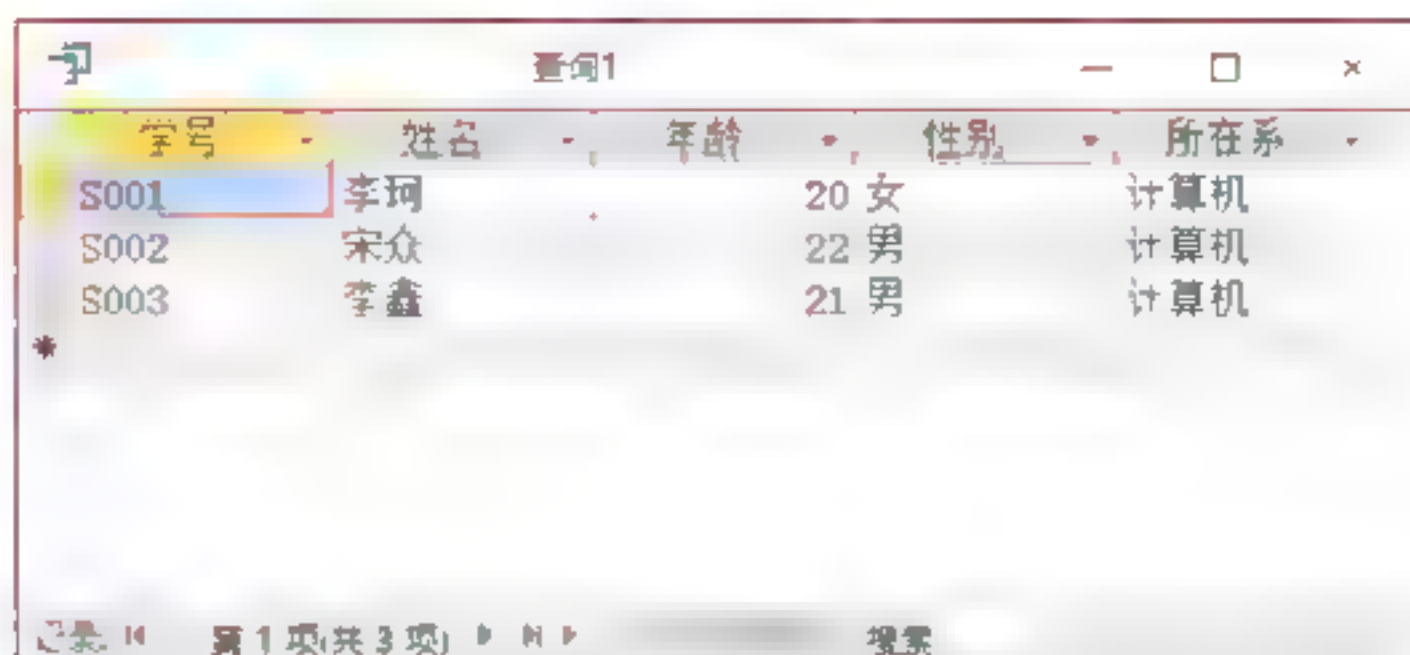 查询1
学号 姓名 年龄 性别 所在系
S001 李珂 20 女 计算机
S002 宋众 22 男 计算机
S003 李鑫 21 男 计算机
*
记录: 第 1 项(共 3 项) 搜索